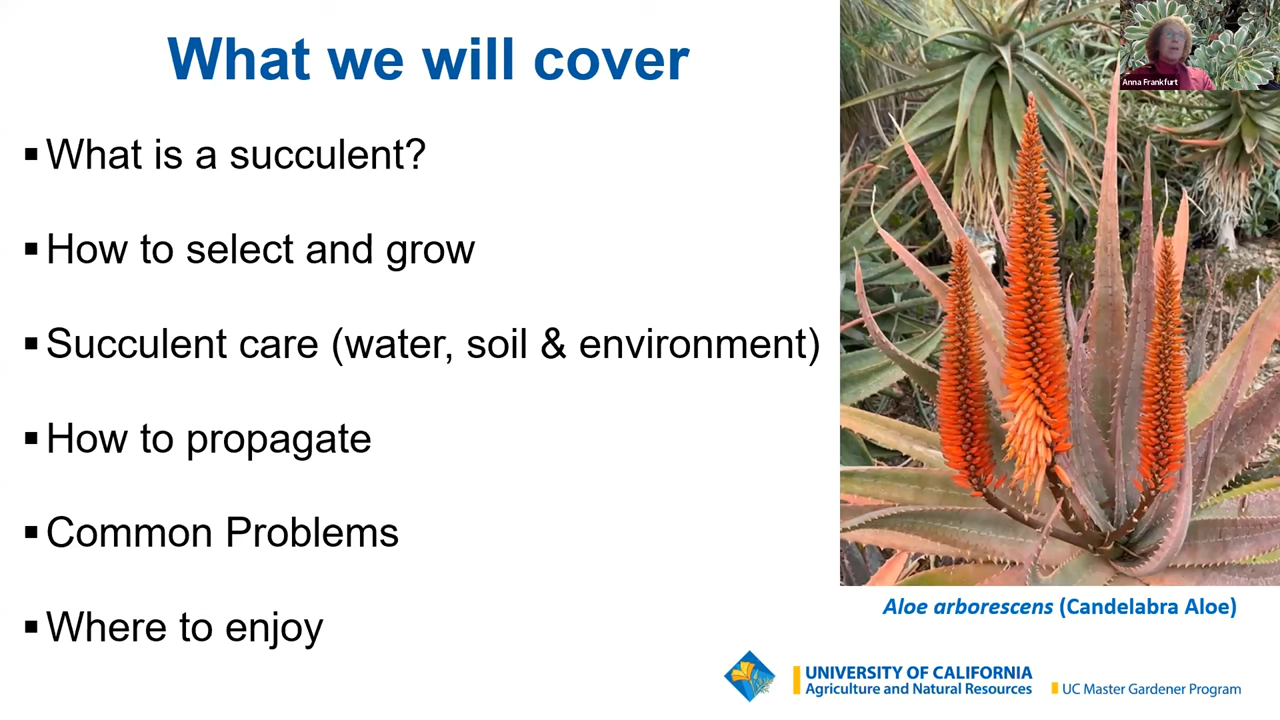 What we will cover
▪ What is a succulent?
▪ How to select and grow
▪ Succulent care (water, soil & environment)
▪ How to propagate
▪ Common Problems
▪ Where to enjoy
Anna Frankfurt
Aloe arborescens (Candelabra Aloe)
UNIVERSITY OF CALIFORNIA
Agriculture and Natural Resources
UC Master Gardener Program